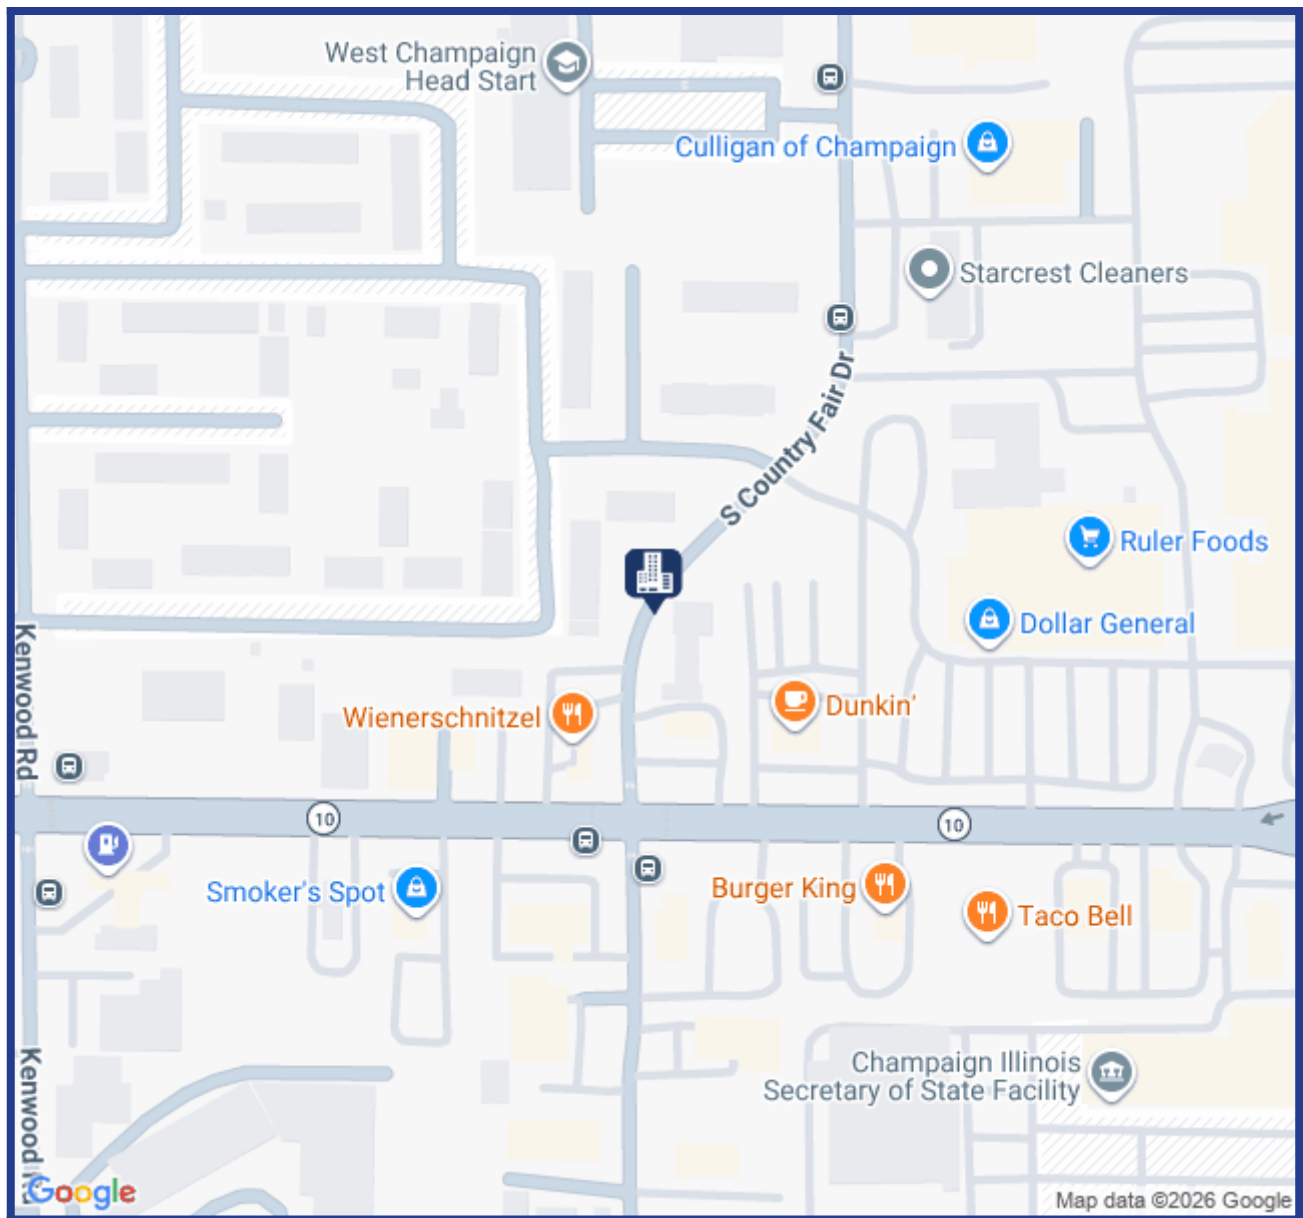 West Champaign
Head Start
Culligan of Champaign
Starcrest Cleaners
S Country Fair Dr
Ruler Foods
Dollar General
Kenwood Rd
Wienerschnitzel
Dunkin'
10
10
Smoker's Spot
Burger King
Taco Bell
Champaign Illinois
Secretary of State Facility
Kenwood Rd
Google
Map data ©2026 Google